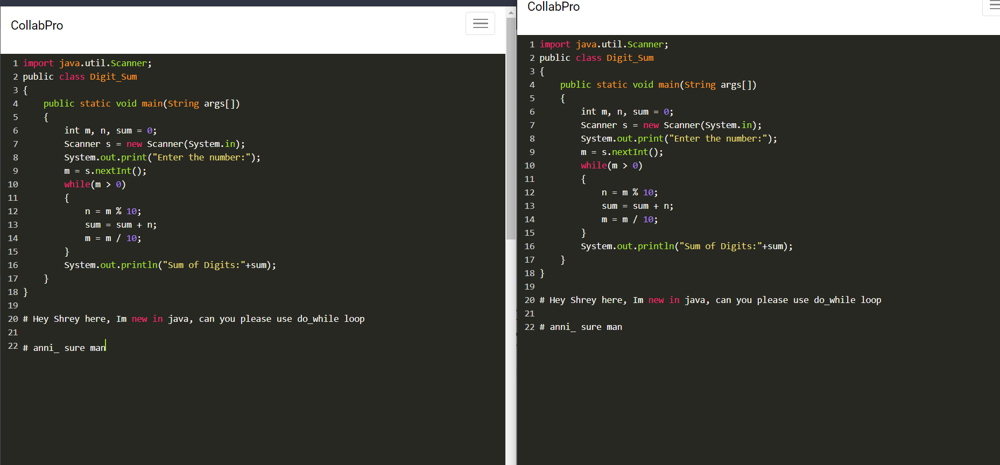 CollabPro
1 import java.util.Scanner;
2 public class Digit_Sum
3 {
4     public static void main(String args[])
5     {
6         int m, n, sum = 0;
7         Scanner s = new Scanner(System.in);
8         System.out.print("Enter the number:");
9         m = s.nextInt();
10         while(m > 0)
11         {
12             n = m % 10;
13             sum = sum + n;
14             m = m / 10;
15         }
16         System.out.println("Sum of Digits:"+sum);
17     }
18 }
19
20 # Hey Shrey here, Im new in java, can you please use do_while loop
21
22 # anni_ sure man
CollabPro
1 import java.util.Scanner;
2 public class Digit_Sum
3 {
4     public static void main(String args[])
5     {
6         int m, n, sum = 0;
7         Scanner s = new Scanner(System.in);
8         System.out.print("Enter the number:");
9         m = s.nextInt();
10         while(m > 0)
11         {
12             n = m % 10;
13             sum = sum + n;
14             m = m / 10;
15         }
16         System.out.println("Sum of Digits:"+sum);
17     }
18 }
19
20 # Hey Shrey here, Im new in java, can you please use do_while loop
21
22 # anni_ sure man